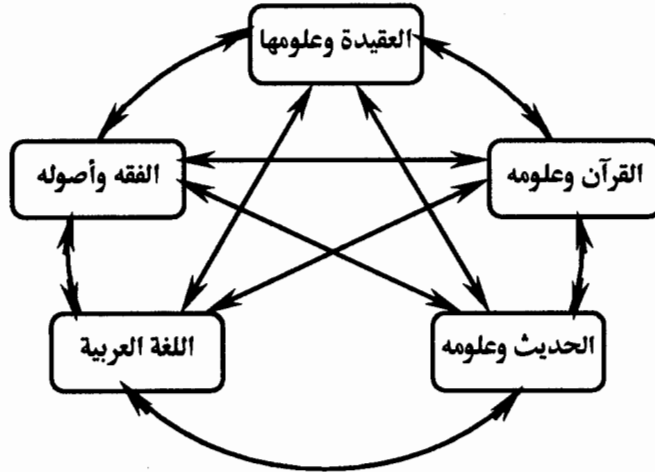 العقيدة وعلومها
القرآن وعلومه
الفقه وأصوله
الحديث وعلومه
اللغة العربية